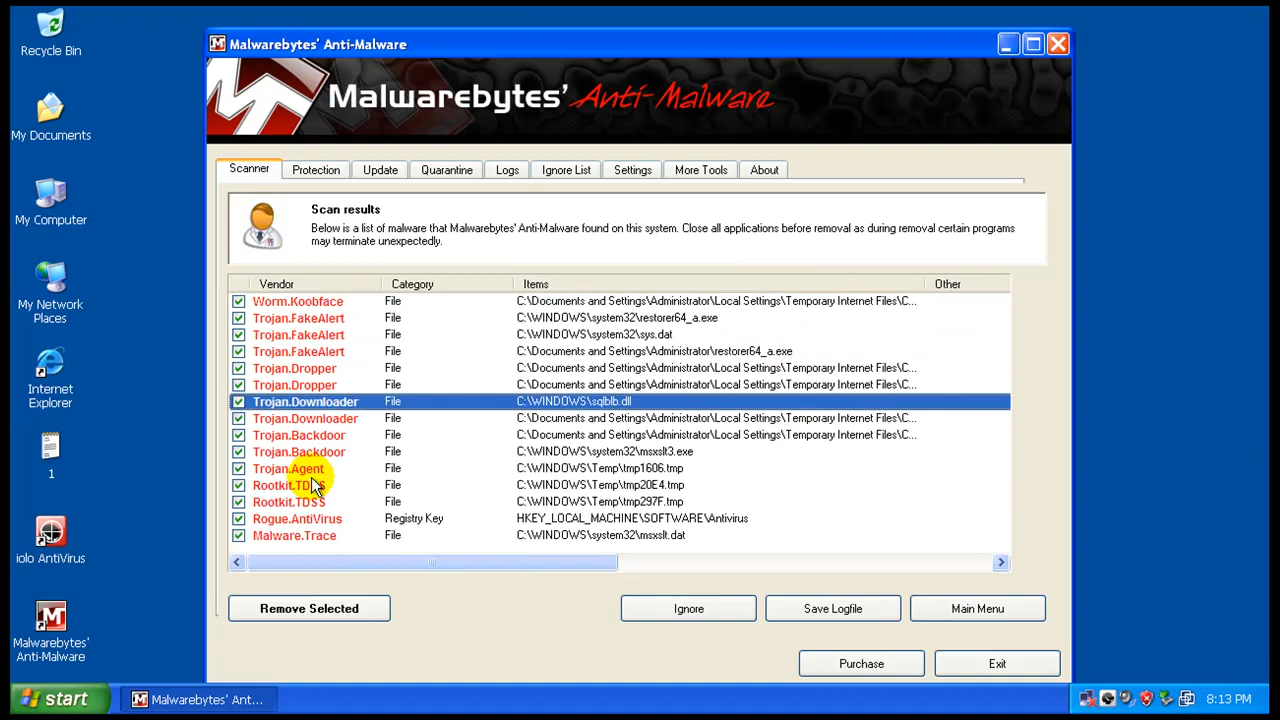 Recycle Bin
My Documents
My Computer
My Network
Places
Internet
Explorer
1
iolo AntiVirus
Malwarebytes'
Anti-Malware
Malwarebytes' Anti-Malware
Malwarebytes' Anti-Malware
Scanner Protection Update Quarantine Logs Ignore List Settings More Tools About
Scan results
Below is a list of malware that Malwarebytes' Anti-Malware found on this system. Close all applications before removal as during removal certain programs
may terminate unexpectedly.
Vendor Category Items Other
Worm.Koobface File C:\Documents and Settings\Administrator\Local Settings\Temporary Internet Files\C...
Trojan.FakeAlert File C:\WINDOWS\system32\restorer64_a.exe
Trojan.FakeAlert File C:\WINDOWS\system32\sys.dat
Trojan.FakeAlert File C:\Documents and Settings\Administrator\restorer64_a.exe
Trojan.Dropper File C:\Documents and Settings\Administrator\Local Settings\Temporary Internet Files\C...
Trojan.Dropper File C:\Documents and Settings\Administrator\Local Settings\Temporary Internet Files\C...
Trojan.Downloader File C:\WINDOWS\sqlblb.dll
Trojan.Downloader File C:\Documents and Settings\Administrator\Local Settings\Temporary Internet Files\C...
Trojan.Backdoor File C:\Documents and Settings\Administrator\Local Settings\Temporary Internet Files\C...
Trojan.Backdoor File C:\WINDOWS\system32\msxslt3.exe
Trojan.Agent File C:\WINDOWS\Temp\tmp1606.tmp
Rootkit.TDSS File C:\WINDOWS\Temp\tmp20E4.tmp
Rootkit.TDSS File C:\WINDOWS\Temp\tmp297F.tmp
Rogue.AntiVirus Registry Key HKEY_LOCAL_MACHINE\SOFTWARE\Antivirus
Malware.Trace File C:\WINDOWS\system32\msxslt.dat
Remove Selected Ignore Save Logfile Main Menu
Purchase Exit
start Malwarebytes' Ant... 8:13 PM